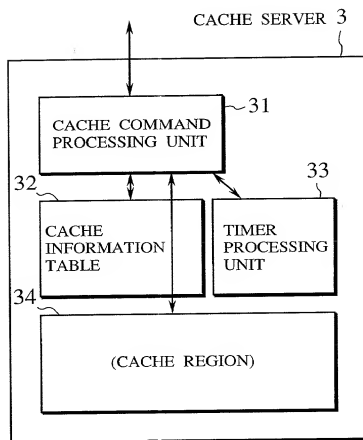 CACHE SERVER 3
31
CACHE COMMAND
PROCESSING UNIT
32
33
CACHE
INFORMATION
TABLE
TIMER
PROCESSING
UNIT
34
(CACHE REGION)